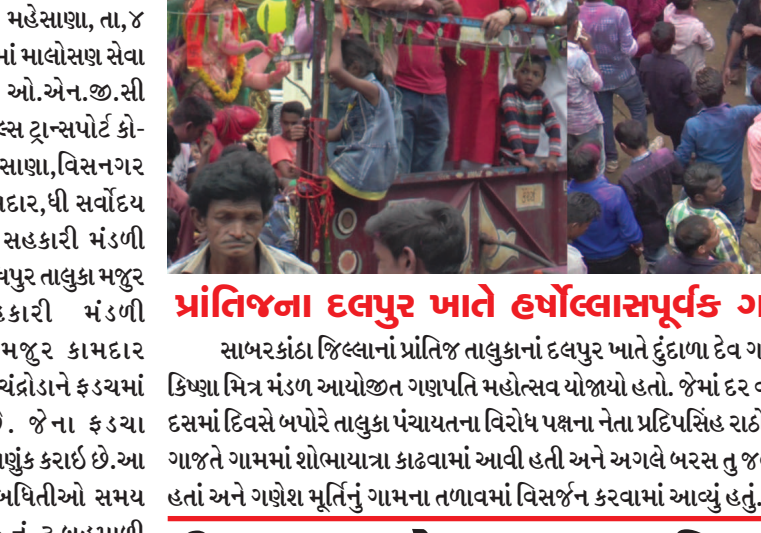 મહેસાણા, તા,૪
માં માલોસણ સેવા
ઓ.એન.જી.સી
ટ્રાન્સપોર્ટ કો-
સાણા,વિસનગર
ધી સર્વોદય
સહકારી મંડળી
તાલુકા મજુર
મંડળી
મજુર કામદાર
ચંદ્રોડાને ફડચમાં
જેના ફડચા
કરાઇ છે.આ
સમય
પ્રાંતિજના દલપુર ખાતે હર્ષોલ્લાસપૂર્વક
સાબરકાંઠા જિલ્લાનાં પ્રાંતિજ તાલુકાનાં દલપુર ખાતે દુંદાળા દેવ
કિષ્ણા મિત્ર મંડળ આયોજીત ગણપતિ મહોત્સવ યોજાયો હતો. જેમાં દર
દસમાં દિવસે બપોરે તાલુકા પંચાયતના વિરોધ પક્ષના નેતા પ્રદિપસિંહ
ગાજતે ગામમાં શોભાયાત્રા કાઢવામાં આવી હતી અને અગલે બરસ તુ
હતાં અને ગણેશ મૂર્તિનું ગામના તળાવમાં વિસર્જન કરવામાં આવ્યું હતું.